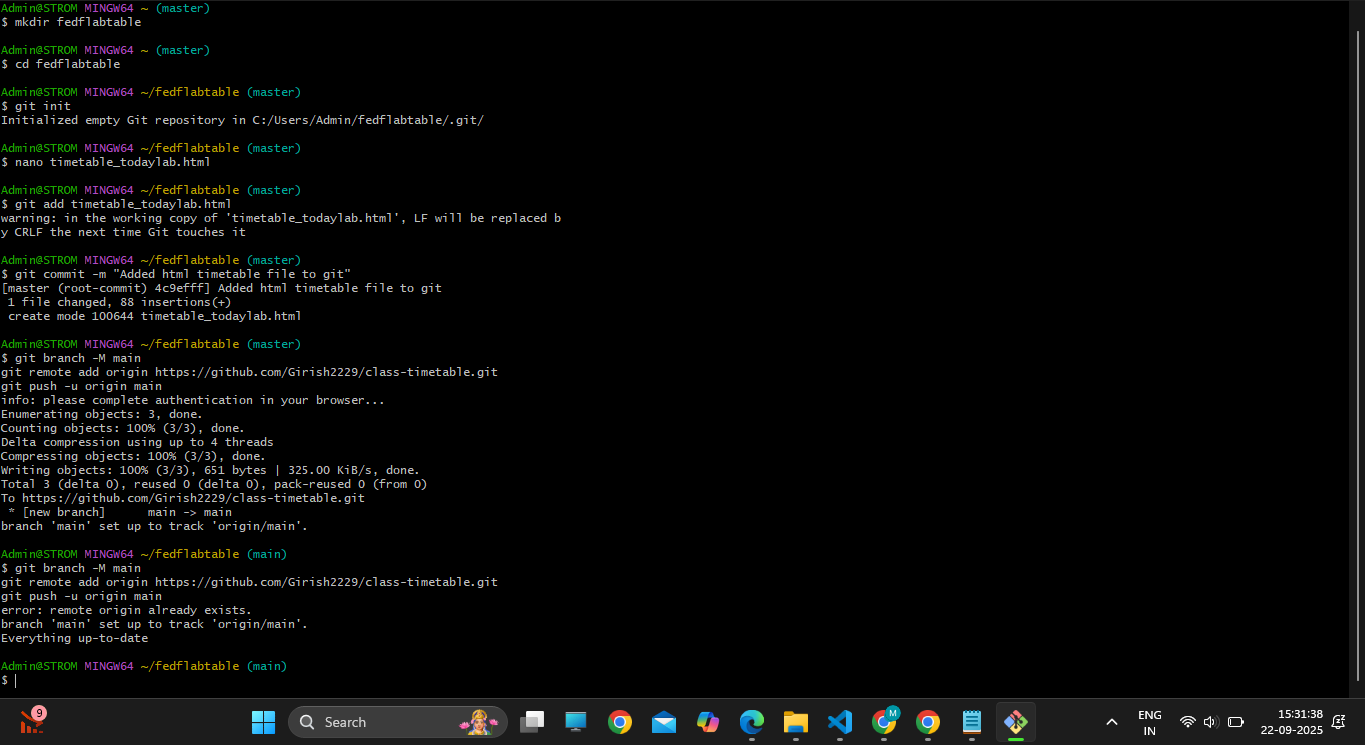 Admin@STROM MINGW64 ~ (master)
$ mkdir fedflabtable
Admin@STROM MINGW64 ~ (master)
$ cd fedflabtable
Admin@STROM MINGW64 ~/fedflabtable (master)
$ git init
Initialized empty Git repository in C:/Users/Admin/fedflabtable/.git/
Admin@STROM MINGW64 ~/fedflabtable (master)
$ nano timetable_todaylab.html
Admin@STROM MINGW64 ~/fedflabtable (master)
$ git add timetable_todaylab.html
warning: in the working copy of 'timetable_todaylab.html', LF will be replaced b
y CRLF the next time Git touches it
Admin@STROM MINGW64 ~/fedflabtable (master)
$ git commit -m "Added html timetable file to git"
[master (root-commit) 4c9efff] Added html timetable file to git
 1 file changed, 88 insertions(+)
 create mode 100644 timetable_todaylab.html
Admin@STROM MINGW64 ~/fedflabtable (master)
$ git branch -M main
git remote add origin https://github.com/Girish2229/class-timetable.git
git push -u origin main
info: please complete authentication in your browser...
Enumerating objects: 3, done.
Counting objects: 100% (3/3), done.
Delta compression using up to 4 threads
Compressing objects: 100% (3/3), done.
Writing objects: 100% (3/3), 651 bytes | 325.00 KiB/s, done.
Total 3 (delta 0), reused 0 (delta 0), pack-reused 0 (from 0)
To https://github.com/Girish2229/class-timetable.git
 * [new branch]      main -> main
branch 'main' set up to track 'origin/main'.
Admin@STROM MINGW64 ~/fedflabtable (main)
$ git branch -M main
git remote add origin https://github.com/Girish2229/class-timetable.git
git push -u origin main
error: remote origin already exists.
branch 'main' set up to track 'origin/main'.
Everything up-to-date
Admin@STROM MINGW64 ~/fedflabtable (main)
$
9
Search
M
ENG
IN
15:31:38
22-09-2025